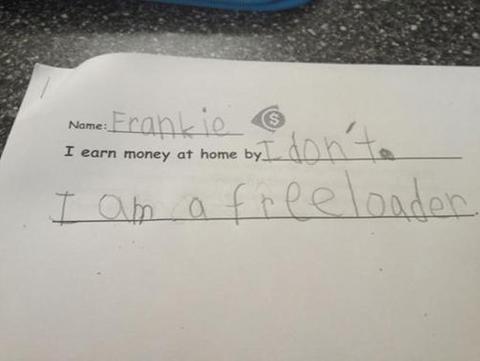 Name: Frankie $
I earn money at home by I don't.
I am a freeloader.